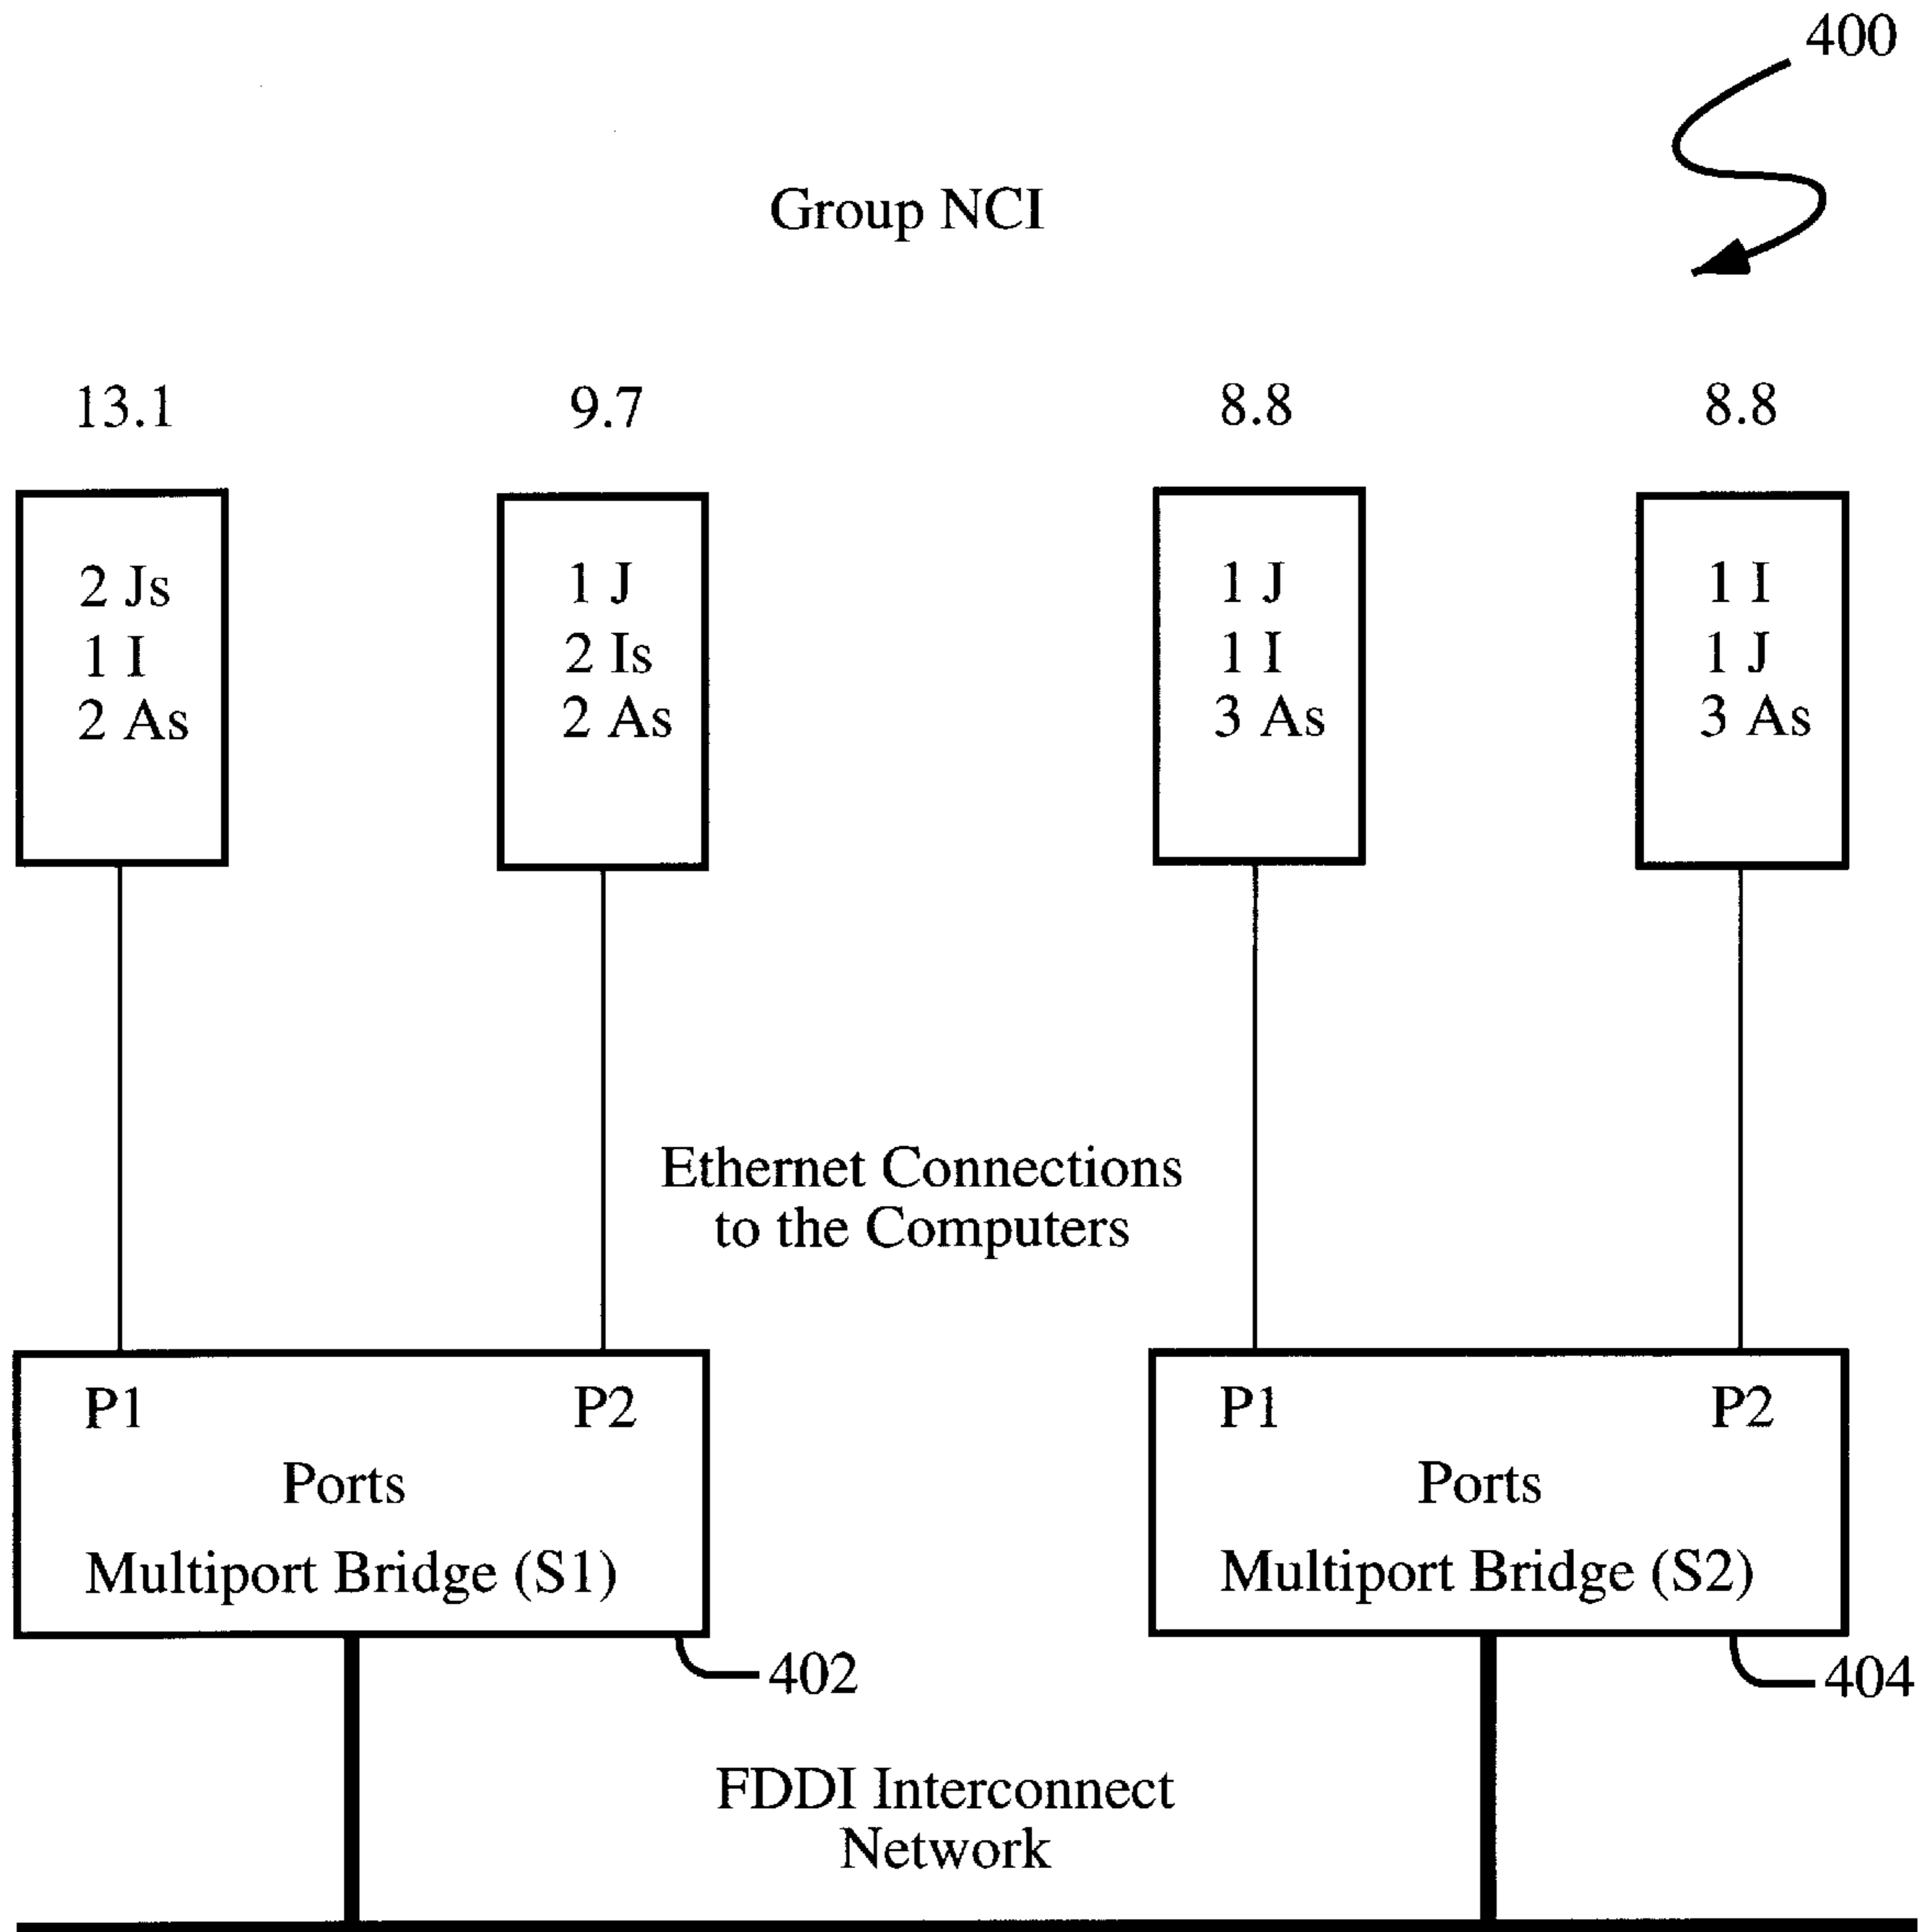 400
Group NCI
13.1
9.7
8.8
8.8
2 Js
1 I
2 As
1 J
2 Is
2 As
1 J
1 I
3 As
1 I
1 J
3 As
Ethernet Connections
to the Computers
P1
P2
Ports
Multiport Bridge (S1)
P1
P2
Ports
Multiport Bridge (S2)
402
404
FDDI Interconnect
Network